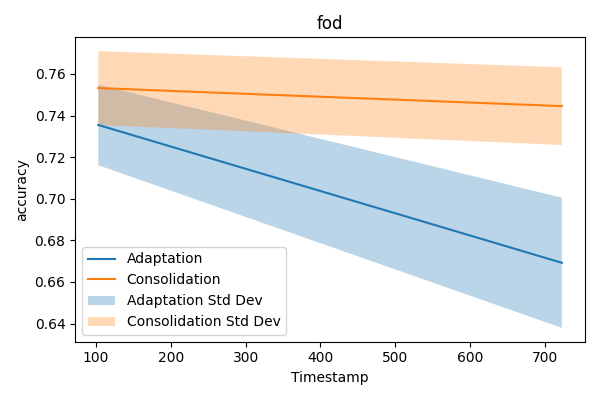 fod
0.76
0.74
0.72
0.70
0.68
0.66
0.64
accuracy
Adaptation
Consolidation
Adaptation Std Dev
Consolidation Std Dev
100 200 300 400 500 600 700
Timestamp